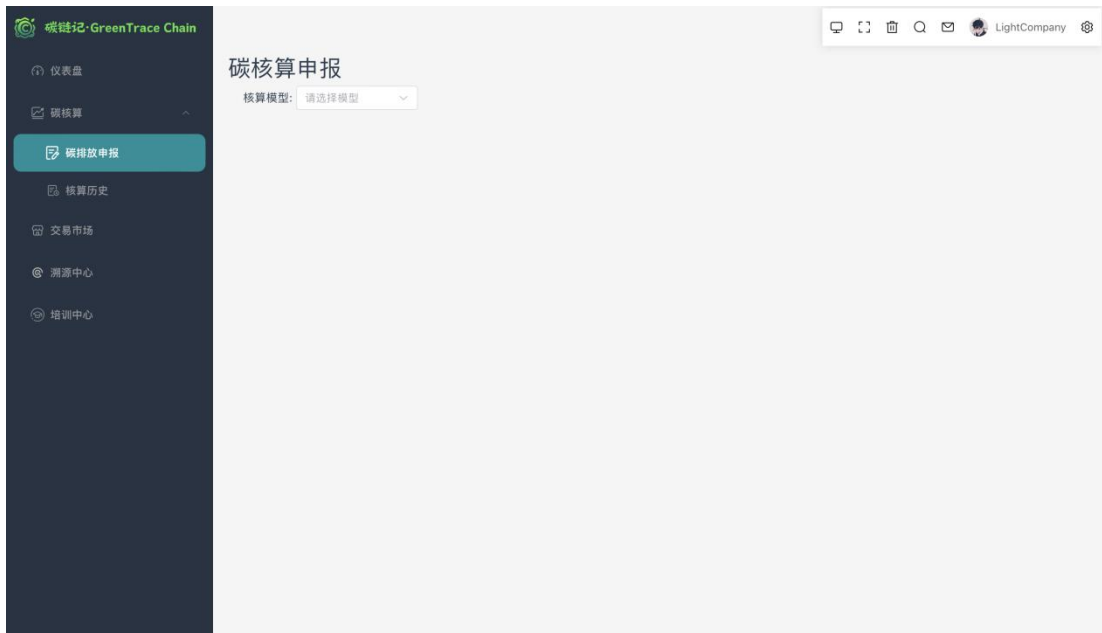 碳链记·GreenTrace Chain
LightCompany
仪表盘
碳核算
碳排放申报
核算历史
交易市场
溯源中心
培训中心
碳核算申报
核算模型: 请选择模型